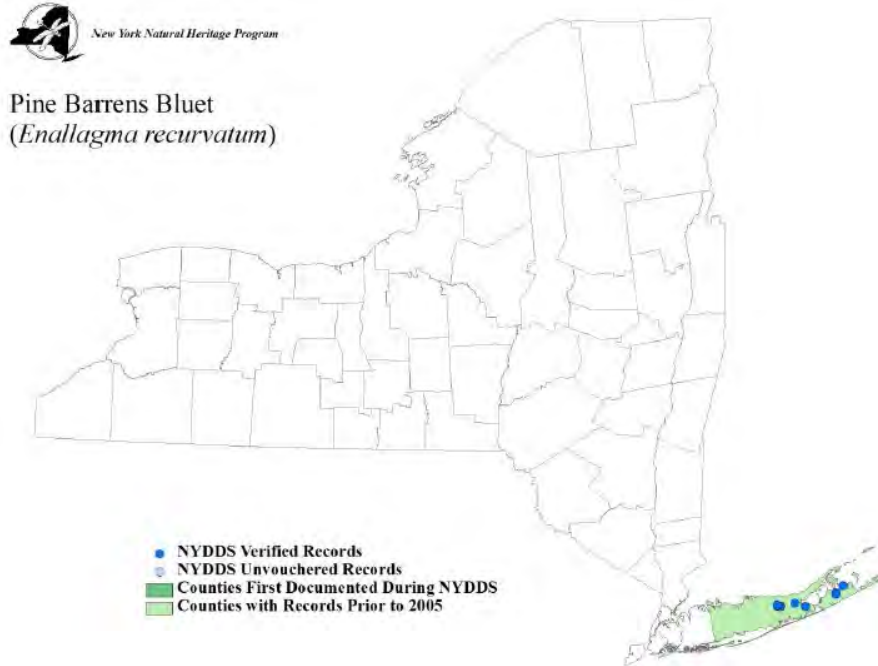 New York Natural Heritage Program
Pine Barrens Bluet
(Enallagma recurvatum)
NYDDS Verified Records
NYDDS Unvouchered Records
Counties First Documented During NYDDS
Counties with Records Prior to 2005